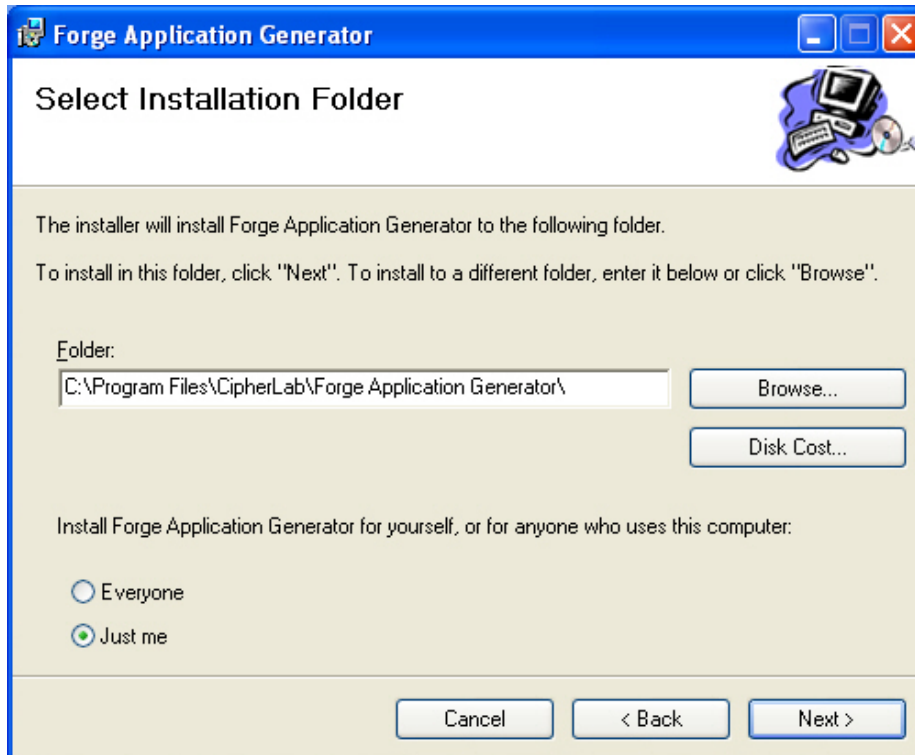 Forge Application Generator
Select Installation Folder
The installer will install Forge Application Generator to the following folder.
To install in this folder, click "Next". To install to a different folder, enter it below or click "Browse".
Folder:
C:\Program Files\CipherLab\Forge Application Generator\
Browse...
Disk Cost...
Install Forge Application Generator for yourself, or for anyone who uses this computer:
Everyone
Just me
Cancel
< Back
Next >